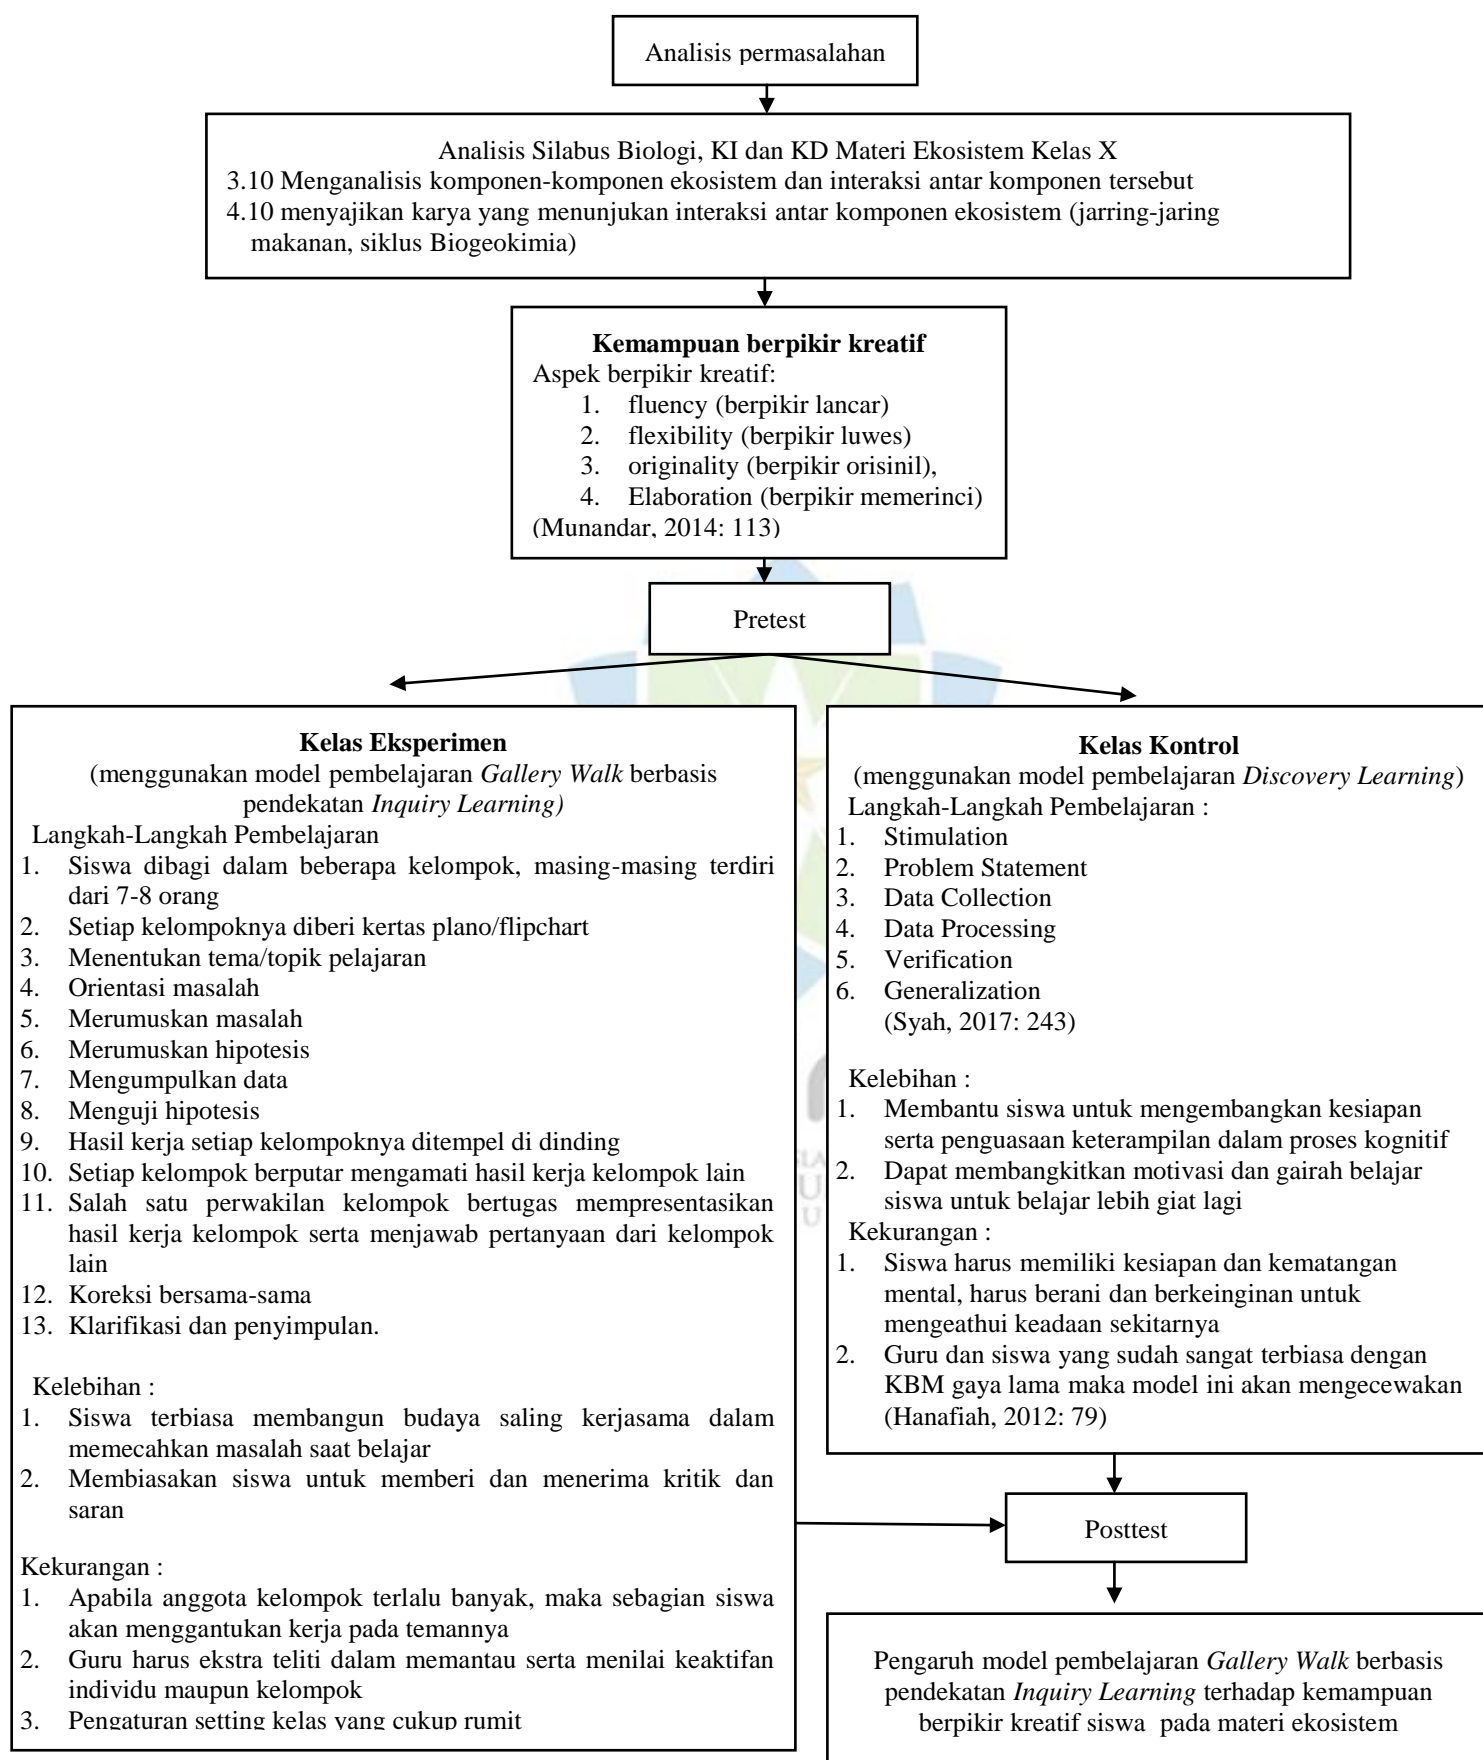 Analisis permasalahan
Analisis Silabus Biologi, KI dan KD Materi Ekosistem Kelas X
3.10 Menganalisis komponen-komponen ekosistem dan interaksi antar komponen tersebut
4.10 menyajikan karya yang menunjukan interaksi antar komponen ekosistem (jarring-jaring
makanan, siklus Biogeokimia)
Kemampuan berpikir kreatif
Aspek berpikir kreatif:
1. fluency (berpikir lancar)
2. flexibility (berpikir luwes)
3. originality (berpikir orisinil),
4. Elaboration (berpikir memerinci)
(Munandar, 2014: 113)
Pretest
Kelas Eksperimen
(menggunakan model pembelajaran Gallery Walk berbasis
pendekatan Inquiry Learning)
Langkah-Langkah Pembelajaran
1. Siswa dibagi dalam beberapa kelompok, masing-masing terdiri
dari 7-8 orang
2. Setiap kelompoknya diberi kertas plano/flipchart
3. Menentukan tema/topik pelajaran
4. Orientasi masalah
5. Merumuskan masalah
6. Merumuskan hipotesis
7. Mengumpulkan data
8. Menguji hipotesis
9. Hasil kerja setiap kelompoknya ditempel di dinding
10. Setiap kelompok berputar mengamati hasil kerja kelompok lain
11. Salah satu perwakilan kelompok bertugas mempresentasikan
hasil kerja kelompok serta menjawab pertanyaan dari kelompok
lain
12. Koreksi bersama-sama
13. Klarifikasi dan penyimpulan.
Kelebihan :
1. Siswa terbiasa membangun budaya saling kerjasama dalam
memecahkan masalah saat belajar
2. Membiasakan siswa untuk memberi dan menerima kritik dan
saran
Kekurangan :
1. Apabila anggota kelompok terlalu banyak, maka sebagian siswa
akan menggantukan kerja pada temannya
2. Guru harus ekstra teliti dalam memantau serta menilai keaktifan
individu maupun kelompok
3. Pengaturan setting kelas yang cukup rumit
Kelas Kontrol
(menggunakan model pembelajaran Discovery Learning)
Langkah-Langkah Pembelajaran :
1. Stimulation
2. Problem Statement
3. Data Collection
4. Data Processing
5. Verification
6. Generalization
(Syah, 2017: 243)
Kelebihan :
1. Membantu siswa untuk mengembangkan kesiapan
serta penguasaan keterampilan dalam proses kognitif
2. Dapat membangkitkan motivasi dan gairah belajar
siswa untuk belajar lebih giat lagi
Kekurangan :
1. Siswa harus memiliki kesiapan dan kematangan
mental, harus berani dan berkeinginan untuk
mengeathui keadaan sekitarnya
2. Guru dan siswa yang sudah sangat terbiasa dengan
KBM gaya lama maka model ini akan mengecewakan
(Hanafiah, 2012: 79)
Posttest
Pengaruh model pembelajaran Gallery Walk berbasis
pendekatan Inquiry Learning terhadap kemampuan
berpikir kreatif siswa pada materi ekosistem